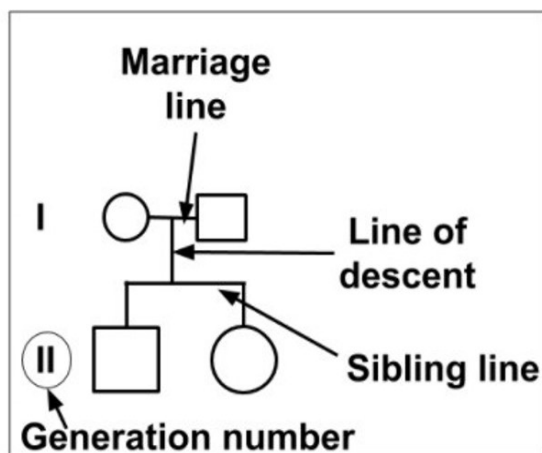 Marriage
line
I
Line of
descent
II
Sibling line
Generation number